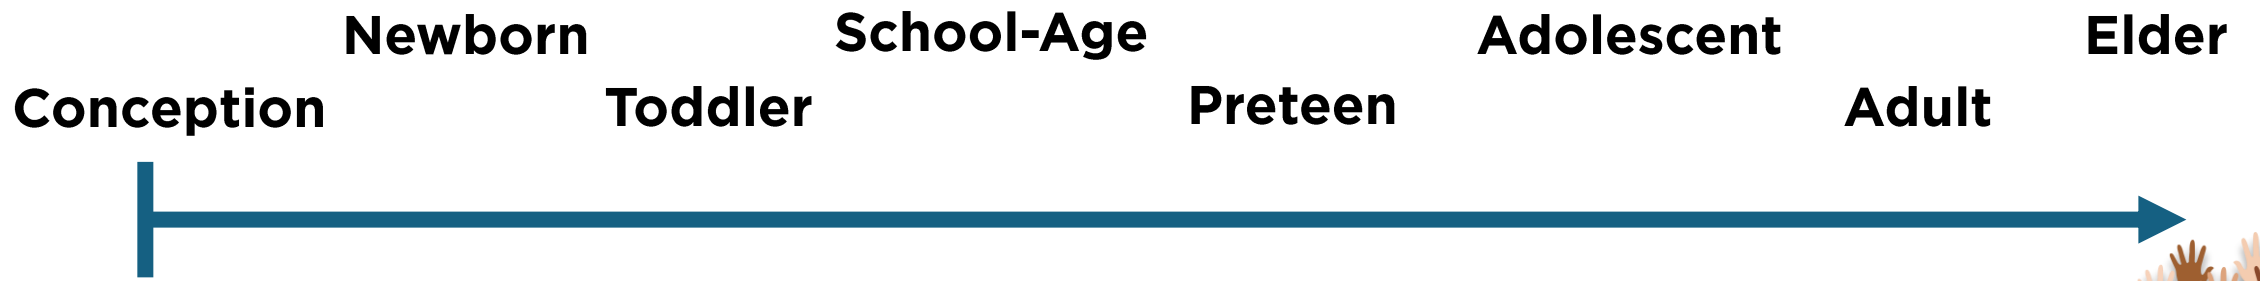 Conception
Newborn
Toddler
School-Age
Preteen
Adolescent
Adult
Elder